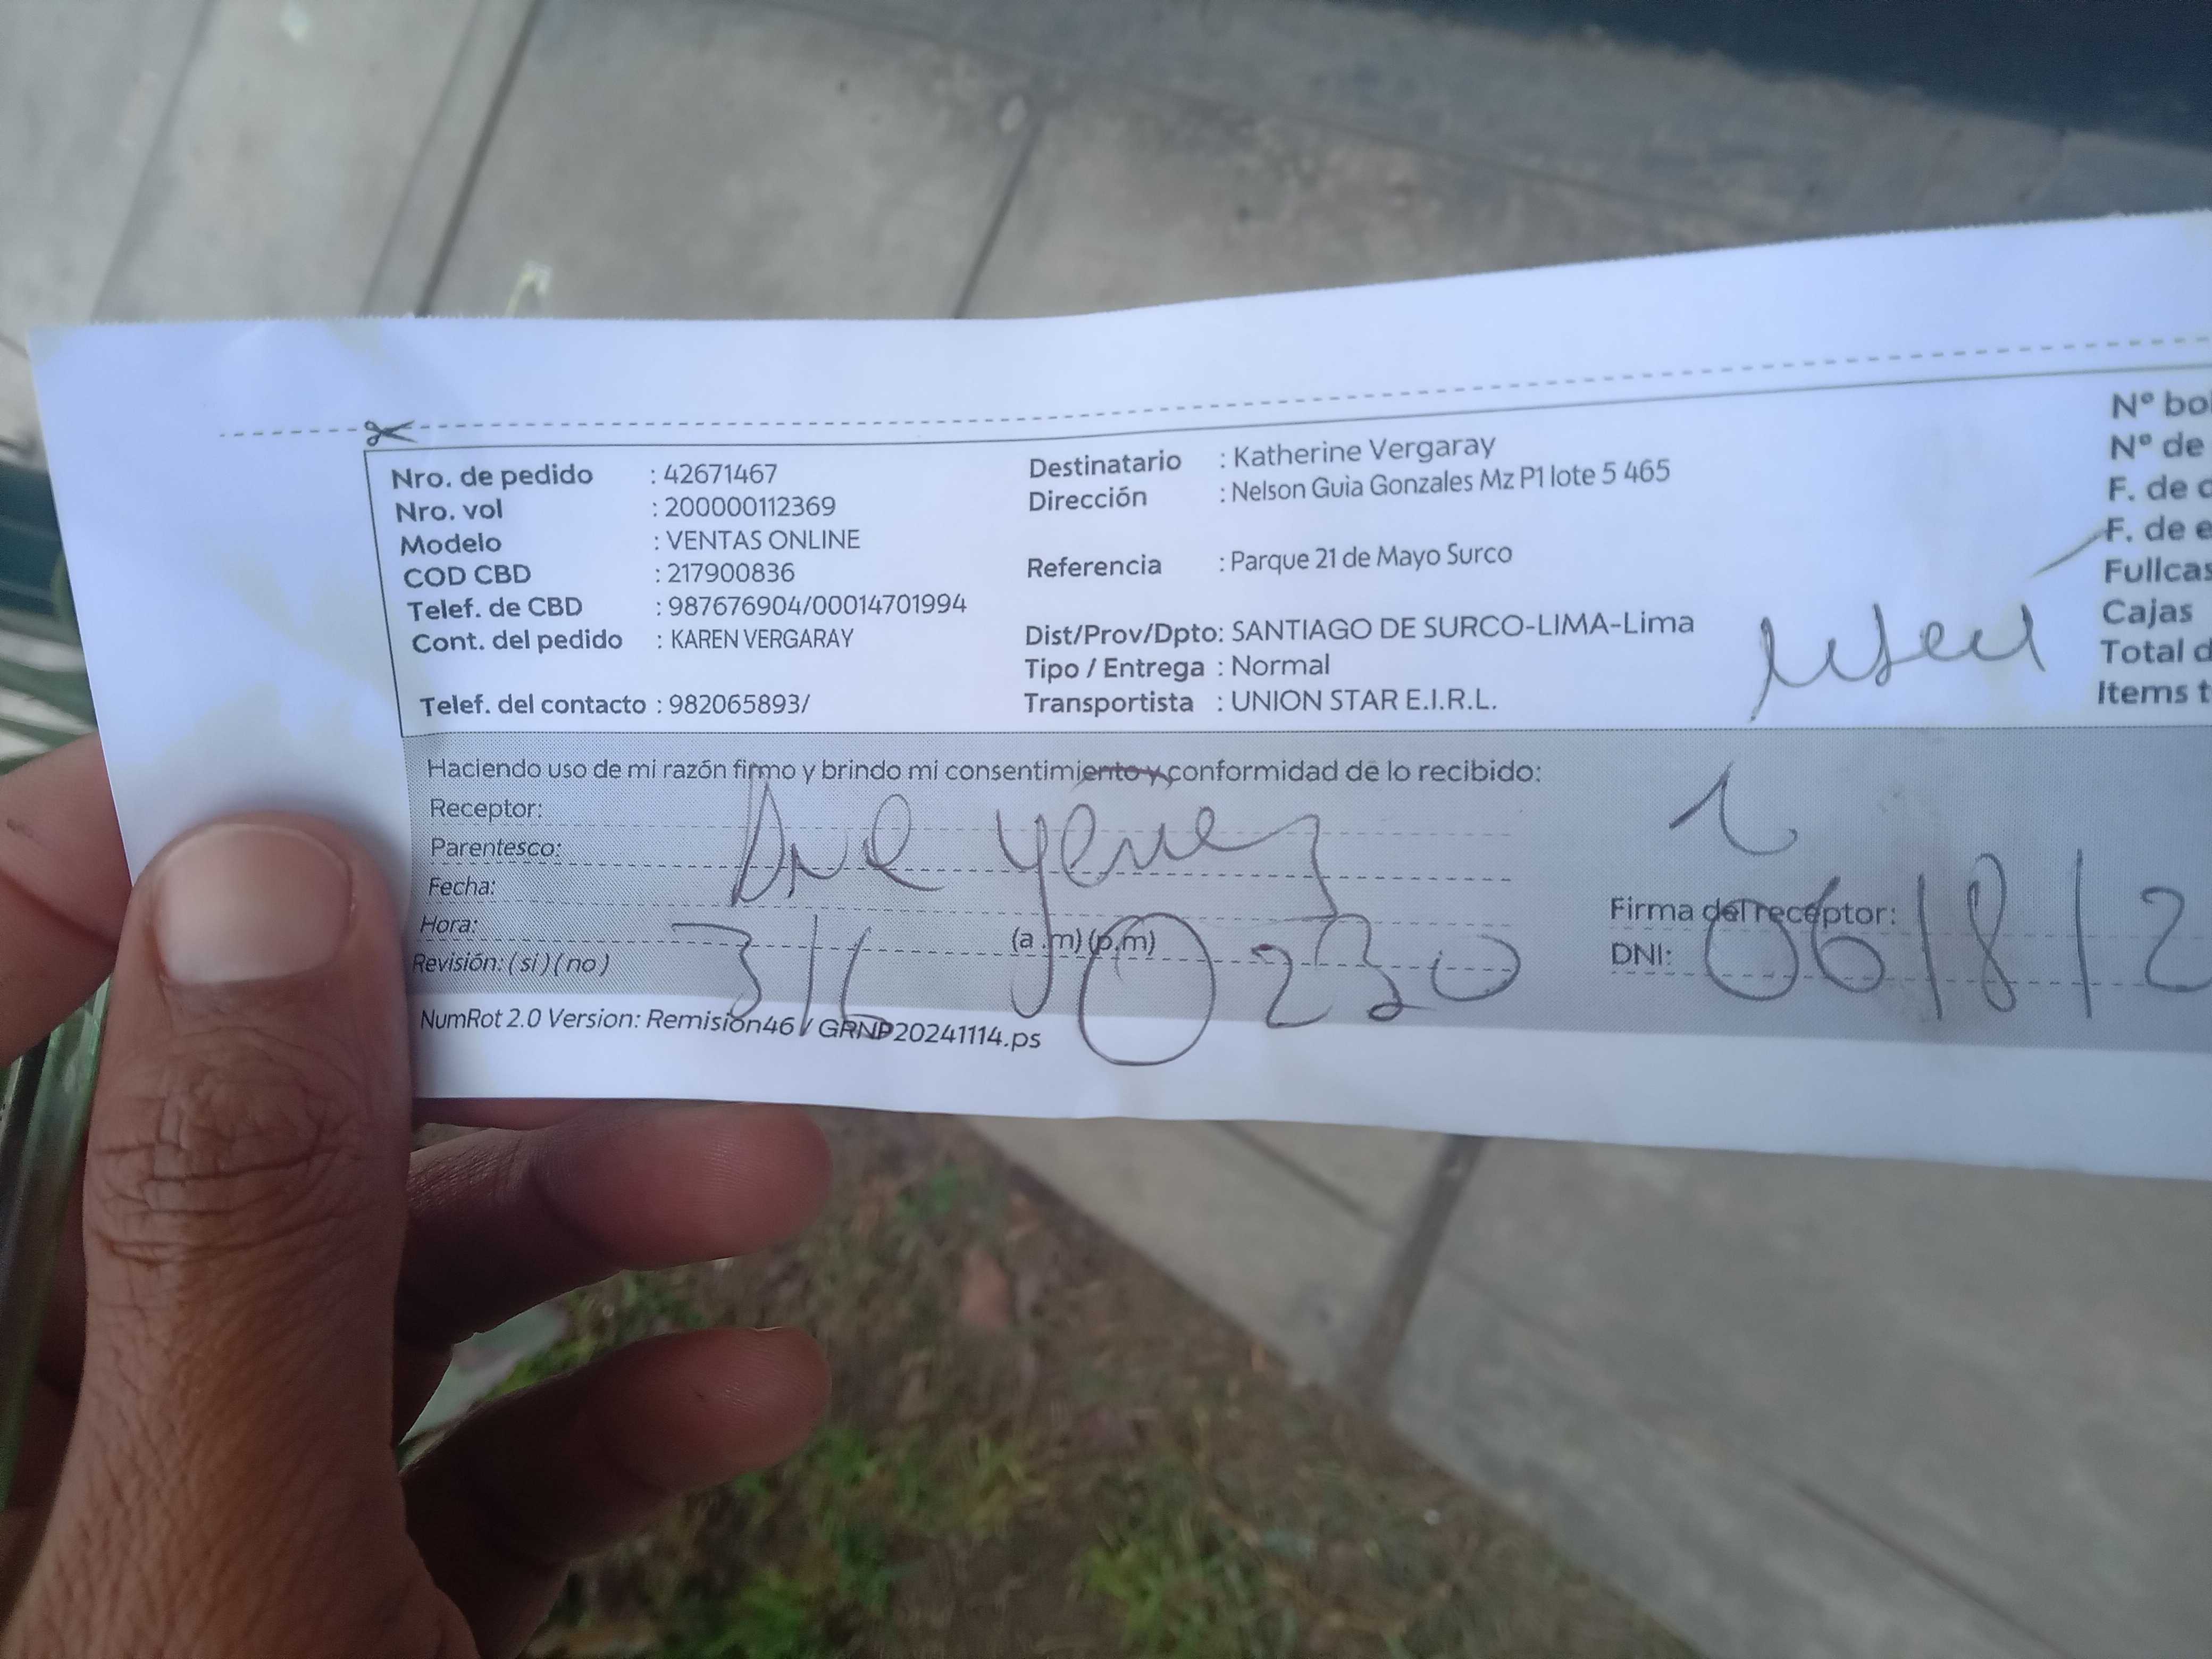 Nro. de pedido : 42671467
Nro. vol : 200000112369
Modelo : VENTAS ONLINE
COD CBD : 217900836
Telef. de CBD : 987676904/00014701994
Cont. del pedido : KAREN VERGARAY
Telef. del contacto : 982065893/
Destinatario : Katherine Vergaray
Dirección : Nelson Guia Gonzales Mz P1 lote 5 465
Referencia : Parque 21 de Mayo Surco
Dist/Prov/Dpto: SANTIAGO DE SURCO-LIMA-Lima
Tipo / Entrega : Normal
Transportista : UNION STAR E.I.R.L.
Nº
Nº de
F. de
F. de
Cajas
Total
Items
Haciendo uso de mi razón firmo y brindo mi consentimiento y conformidad de lo recibido:
Receptor:
Parentesco:
Fecha:
Hora: (a .m) (p.m)
Revisión: ( si ) ( no )
Firma del receptor:
DNI: 06182
NumRot 2.0 Version: Remision46 / GRNP20241114.ps